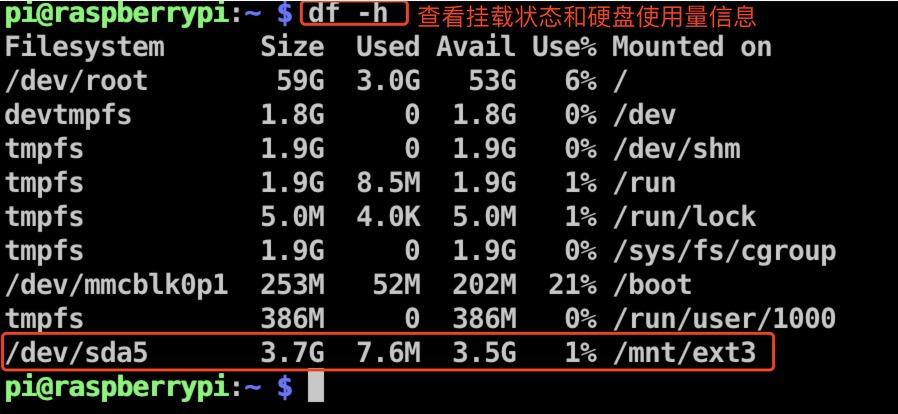 pi@raspberrypi:~ $ df -h 查看挂载状态和硬盘使用量信息
Filesystem Size Used Avail Use% Mounted on
/dev/root 59G 3.0G 53G 6% /
devtmpfs 1.8G 0 1.8G 0% /dev
tmpfs 1.9G 0 1.9G 0% /dev/shm
tmpfs 1.9G 8.5M 1.9G 1% /run
tmpfs 5.0M 4.0K 5.0M 1% /run/lock
tmpfs 1.9G 0 1.9G 0% /sys/fs/cgroup
/dev/mmcblk0p1 253M 52M 202M 21% /boot
tmpfs 386M 0 386M 0% /run/user/1000
/dev/sda5 3.7G 7.6M 3.5G 1% /mnt/ext3
pi@raspberrypi:~ $